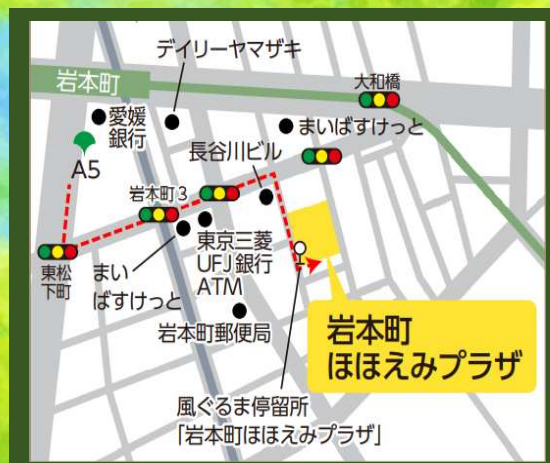 デイリーヤマザキ
岩本町
大和橋
愛媛
銀行
まいばすけっと
A5
長谷川ビル
岩本町3
東松
下町
まい
ばすけっと
東京三菱
UFJ銀行
ATM
岩本町郵便局
岩本町
ほほえみプラザ
風ぐるま停留所
「岩本町ほほえみプラザ」